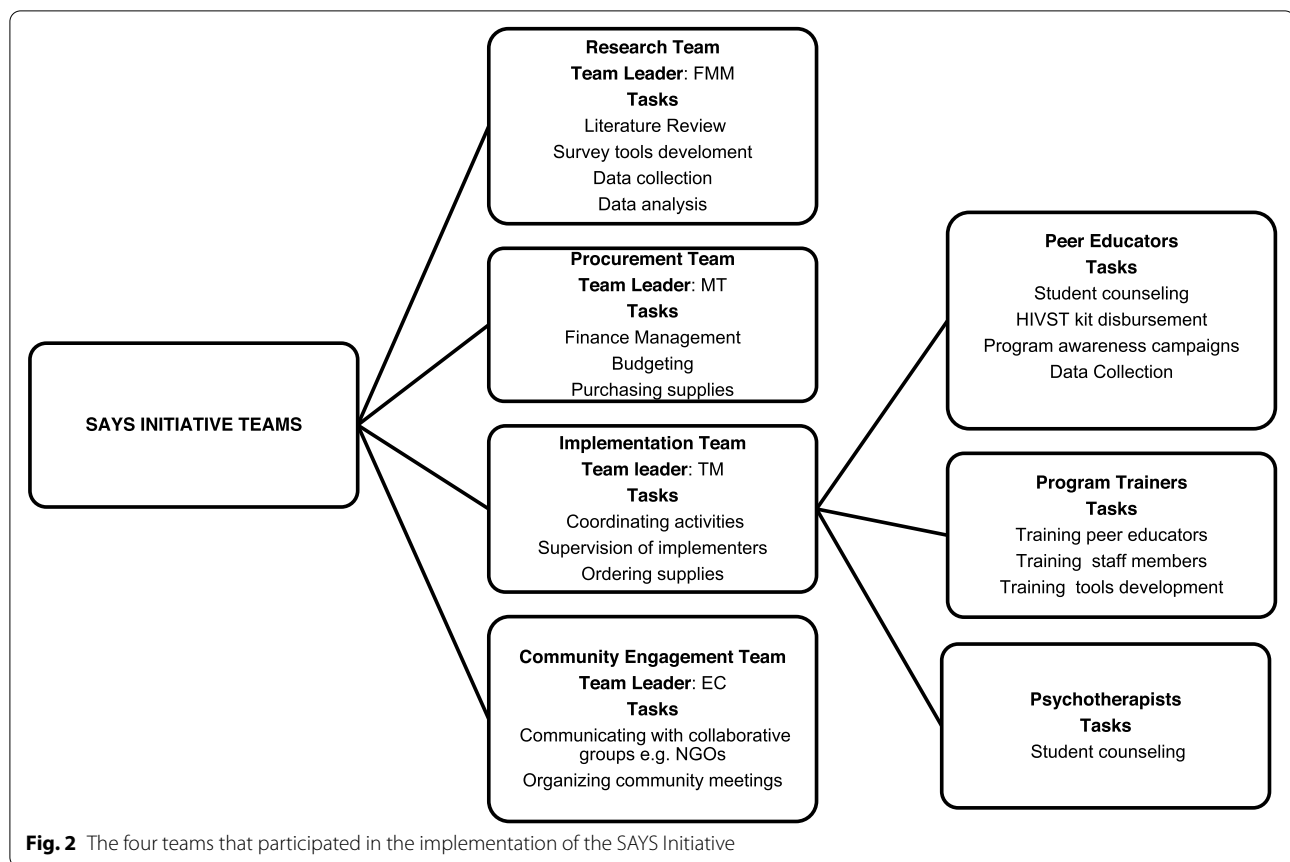 SAYS INITIATIVE TEAMS
Research Team
Team Leader: FMM
Tasks
Literature Review
Survey tools develoment
Data collection
Data analysis
Procurement Team
Team Leader: MT
Tasks
Finance Management
Budgeting
Purchasing supplies
Implementation Team
Team leader: TM
Tasks
Coordinating activities
Supervision of implementers
Ordering supplies
Community Engagement Team
Team Leader: EC
Tasks
Communicating with collaborative
groups e.g. NGOs
Organizing community meetings
Peer Educators
Tasks
Student counseling
HIVST kit disbursement
Program awareness campaigns
Data Collection
Program Trainers
Tasks
Training peer educators
Training staff members
Training tools development
Psychotherapists
Tasks
Student counseling
Fig. 2 The four teams that participated in the implementation of the SAYS Initiative